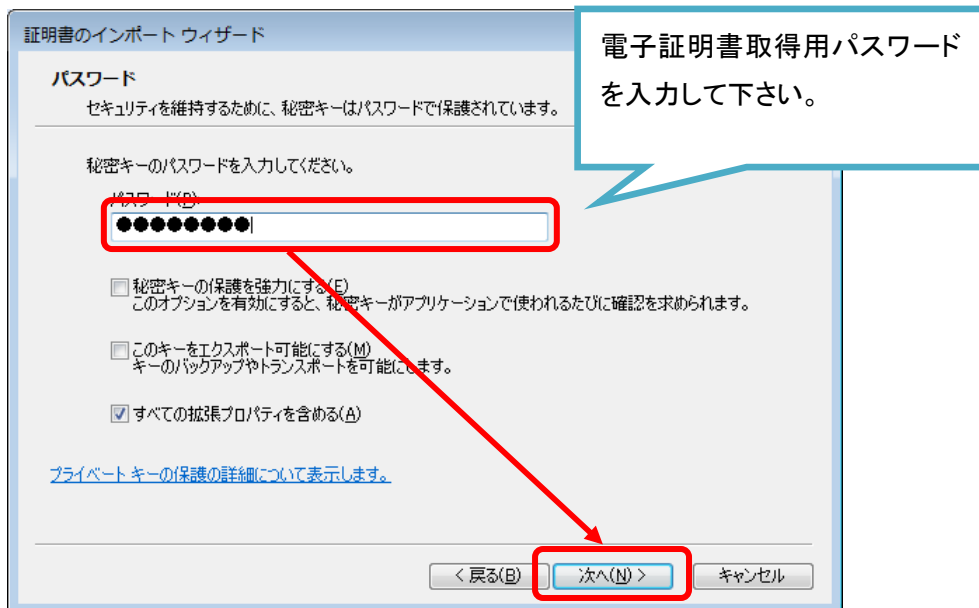 証明書のインポート ウィザード
電子証明書取得用パスワード
を入力して下さい。
パスワード
セキュリティを維持するために、秘密キーはパスワードで保護されています。
秘密キーのパスワードを入力してください。
パスワード(P):
●●●●●●●●
秘密キーの保護を強力にする(E)
このオプションを有効にすると、秘密キーがアプリケーションで使われるたびに確認を求められます。
このキーをエクスポート可能にする(M)
キーのバックアップやトランスポートを可能にします。
すべての拡張プロパティを含める(A)
プライベート キーの保護の詳細について表示します。
< 戻る(B)
次へ(N) >
キャンセル